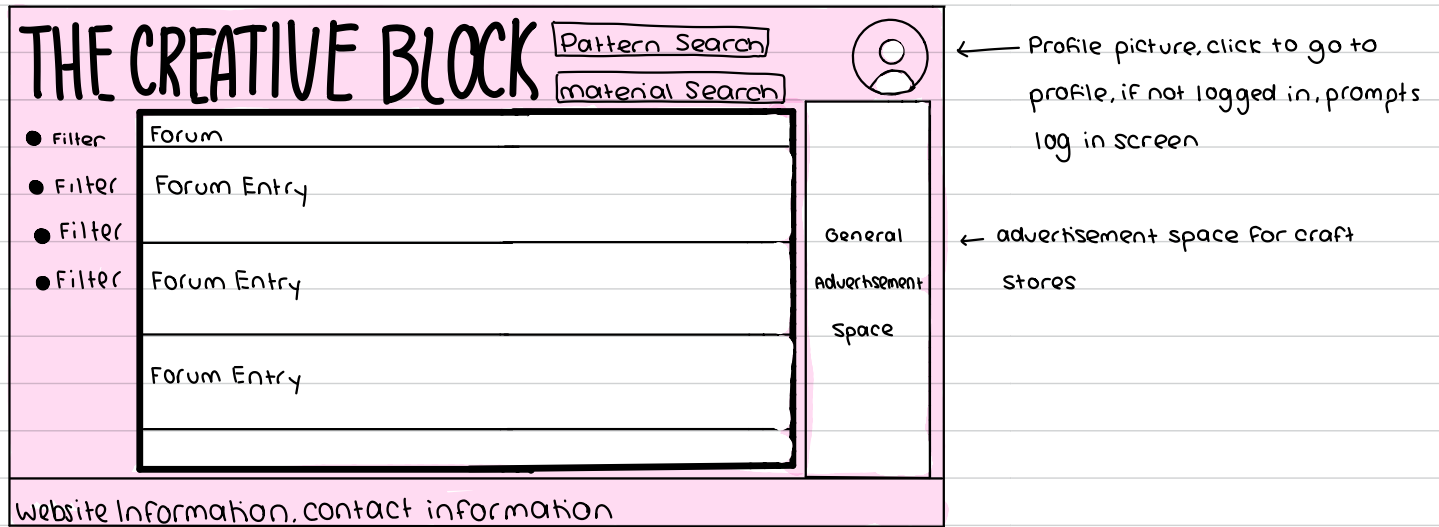 THE CREATIVE BLOCK
Pattern Search
material Search
Profile picture, click to go to
profile, if not logged in, prompts
log in screen
Filter
Filter
Filter
Filter
Forum
Forum Entry
Forum Entry
Forum Entry
General
Advertisement
Space
advertisement space for craft
stores
website Information, contact information